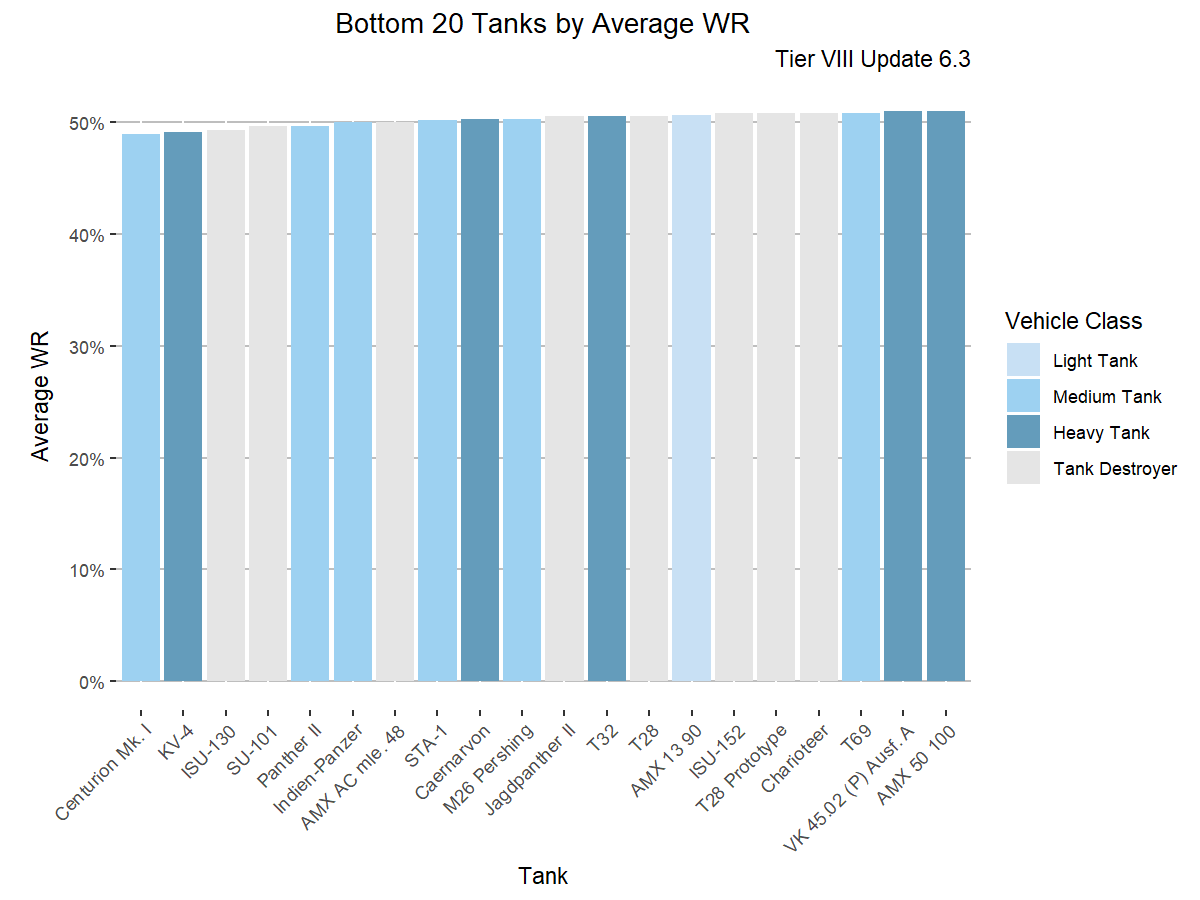 Bottom 20 Tanks by Average WR
Tier VIII Update 6.3
50%
40%
30%
20%
10%
0%
Average WR
Centurion Mk. I
KV-4
ISU-130
SU-101
Panther II
Indien-Panzer
AMX AC mle. 48
STA-1
Caernarvon
M26 Pershing
Jagdpanther II
T32
T28
AMX 13 90
ISU-152
T28 Prototype
Charioteer
T69
VK 45.02 (P) Ausf. A
AMX 50 100
Tank
Vehicle Class
Light Tank
Medium Tank
Heavy Tank
Tank Destroyer